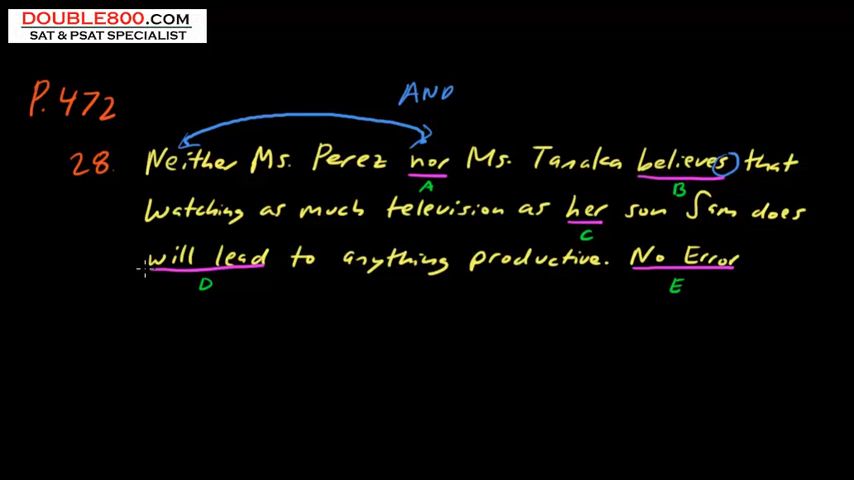 DOUBLE800.COM
SAT & PSAT SPECIALIST
P.472
AND
28. Neither Ms. Perez nor Ms. Tanaka believes that
A
B
watching as much television as her son Sam does
C
will lead to anything productive. No Error
D
E